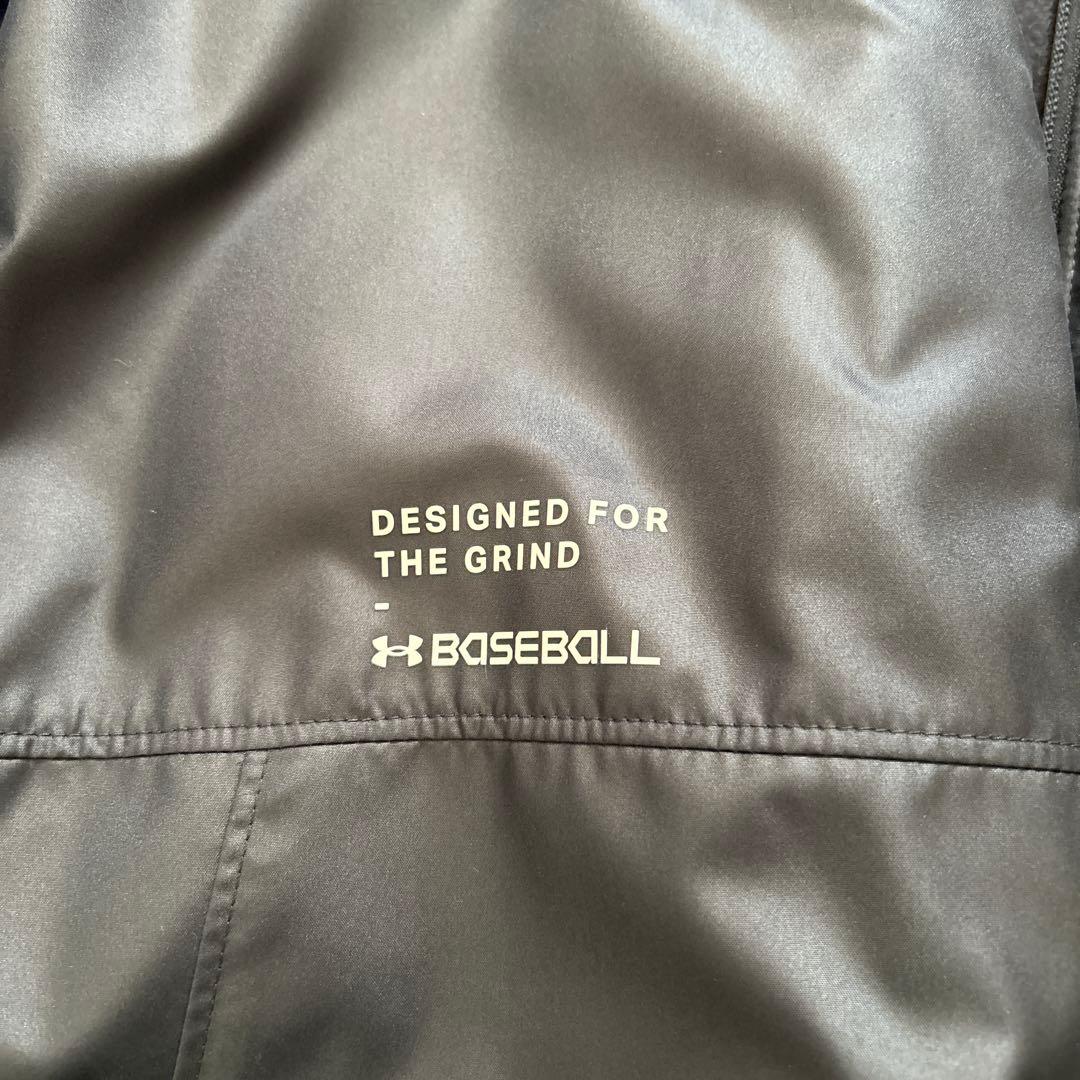 DESIGNED FOR
THE GRIND
-
BASEBALL